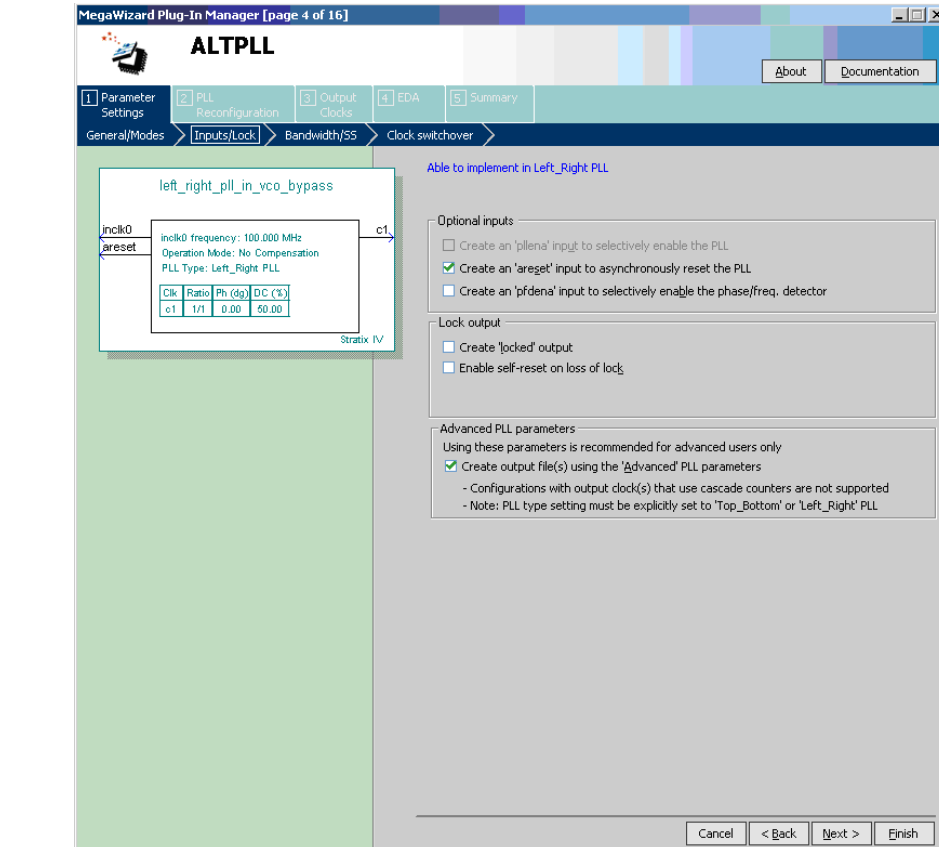 MegaWizard Plug-In Manager [page 4 of 16]
ALTPLL
About
Documentation
1 Parameter Settings
2 PLL Reconfiguration
3 Output Clocks
4 EDA
5 Summary
General/Modes
Inputs/Lock
Bandwidth/SS
Clock switchover
left_right_pll_in_vco_bypass
inclk0
areset
c1
inclk0 frequency: 100.000 MHz
Operation Mode: No Compensation
PLL Type: Left_Right PLL
Clk Ratio Ph (dg) DC (%)
c1 1/1 0.00 50.00
Stratix IV
Able to implement in Left_Right PLL
Optional inputs
Create an 'pllena' input to selectively enable the PLL
Create an 'areset' input to asynchronously reset the PLL
Create an 'pfdena' input to selectively enable the phase/freq. detector
Lock output
Create 'locked' output
Enable self-reset on loss of lock
Advanced PLL parameters
Using these parameters is recommended for advanced users only
Create output file(s) using the 'Advanced' PLL parameters
- Configurations with output clock(s) that use cascade counters are not supported
- Note: PLL type setting must be explicitly set to 'Top_Bottom' or 'Left_Right' PLL
Cancel
< Back
Next >
Finish